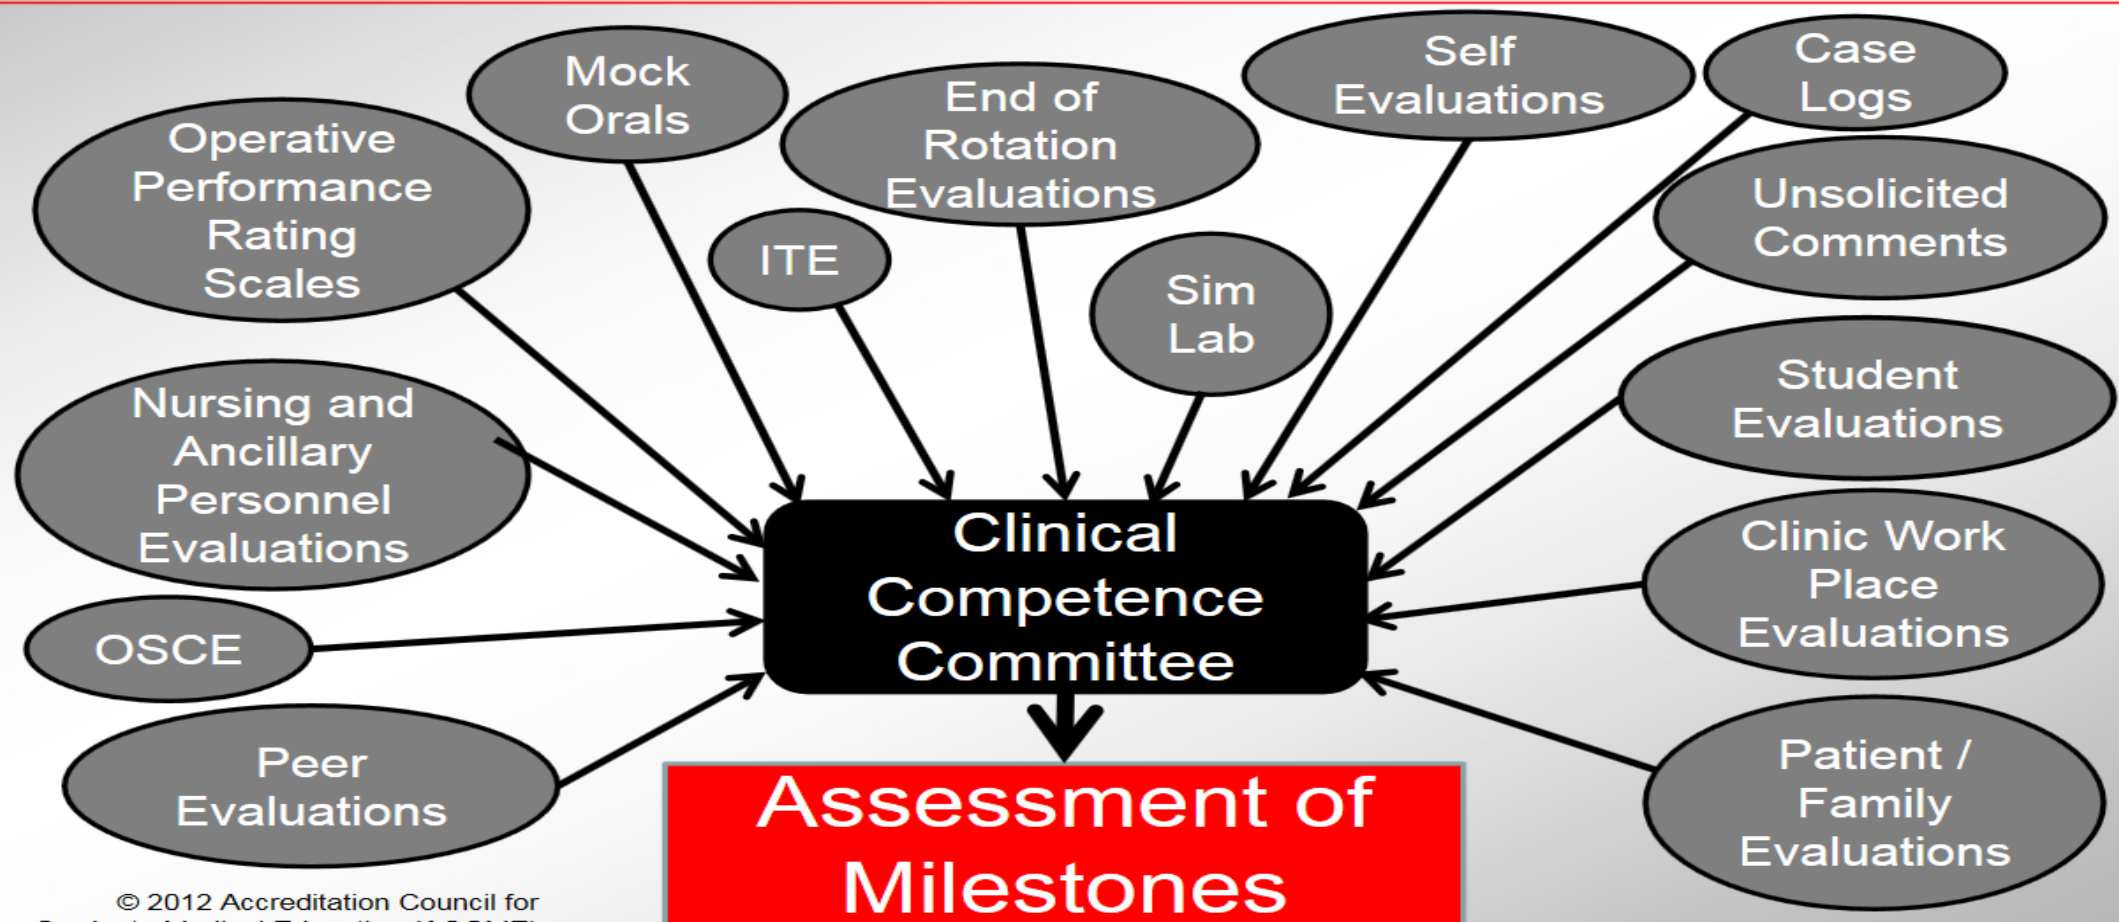 Mock
Orals
Self
Evaluations
Case
Logs
Operative
Performance
Rating
Scales
End of
Rotation
Evaluations
ITE
Sim
Lab
Unsolicited
Comments
Nursing and
Ancillary
Personnel
Evaluations
Student
Evaluations
Clinical
Competence
Committee
Clinic Work
Place
Evaluations
OSCE
Peer
Evaluations
Patient /
Family
Evaluations
Assessment of
Milestones
© 2012 Accreditation Council for